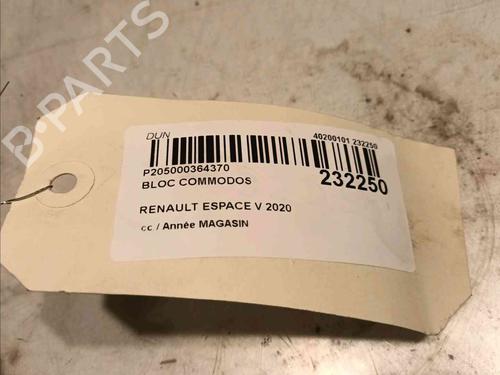 B-PARTS
DUN
40200101 232250
P205000364370
232250
BLOC COMMODOS
RENAULT ESPACE V 2020
cc / Année MAGASIN